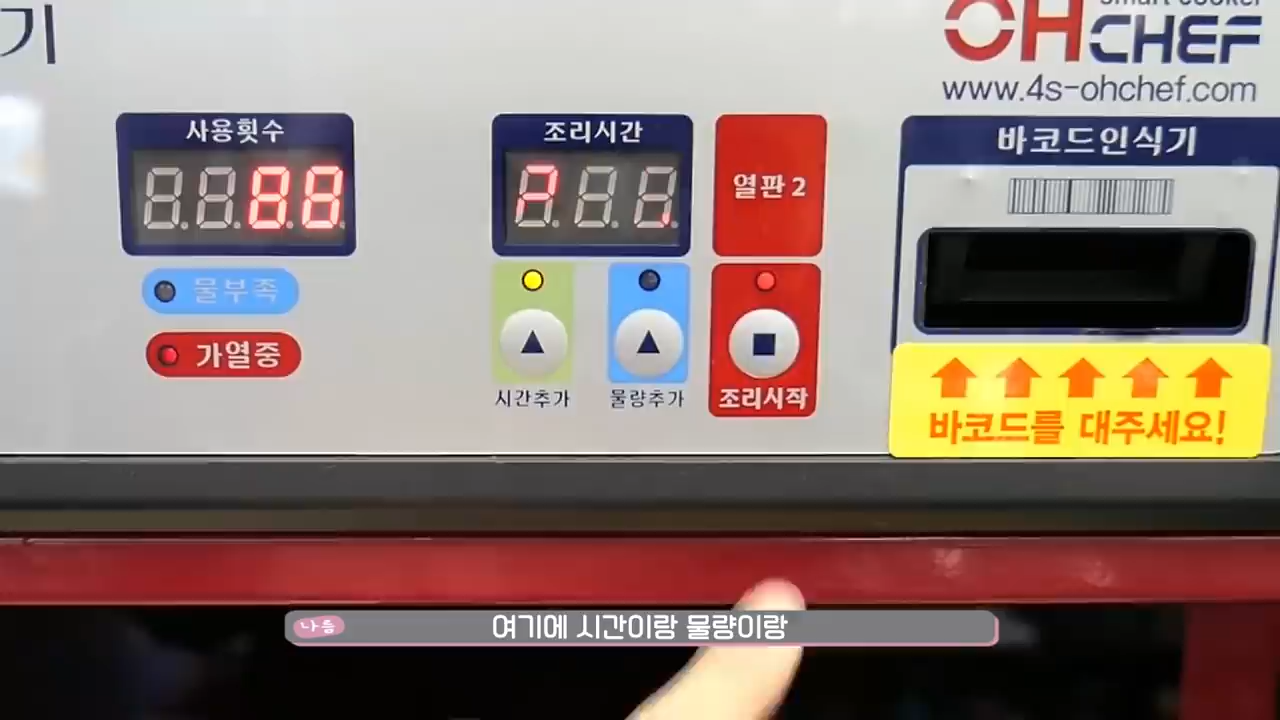 기
smart cooker
OHCHEF
www.4s-ohchef.com
사용횟수
88
조리시간
열판 2
바코드인식기
물부족
가열중
시간추가
물량추가
조리시작
바코드를 대주세요!
나름
여기에 시간이랑 물량이랑